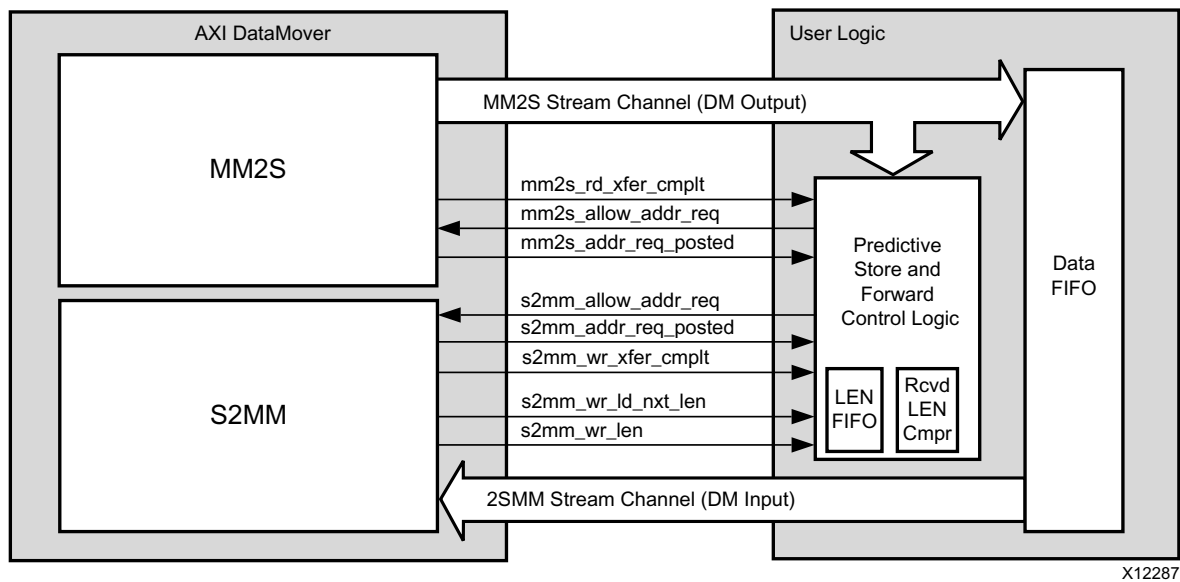 AXI DataMover
User Logic
MM2S Stream Channel (DM Output)
MM2S
mm2s_rd_xfer_cmplt
mm2s_allow_addr_req
mm2s_addr_req_posted
Predictive
Store and
Forward
Control Logic
Data
FIFO
s2mm_allow_addr_req
s2mm_addr_req_posted
s2mm_wr_xfer_cmplt
S2MM
s2mm_wr_ld_nxt_len
s2mm_wr_len
LEN
FIFO
Rcvd
LEN
Cmpr
2SMM Stream Channel (DM Input)
X12287